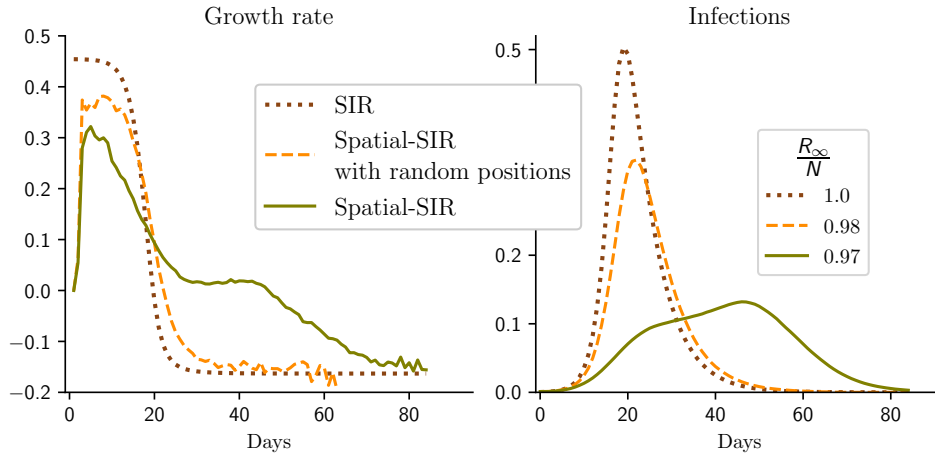 Growth rate
0.5
0.4
0.3
0.2
0.1
0.0
−0.1
−0.2
0
20
40
60
80
Days
SIR
Spatial-SIR
with random positions
Spatial-SIR
Infections
0.5
0.2
0.1
0.0
0
20
40
60
80
Days
R∞
N
1.0
0.98
0.97